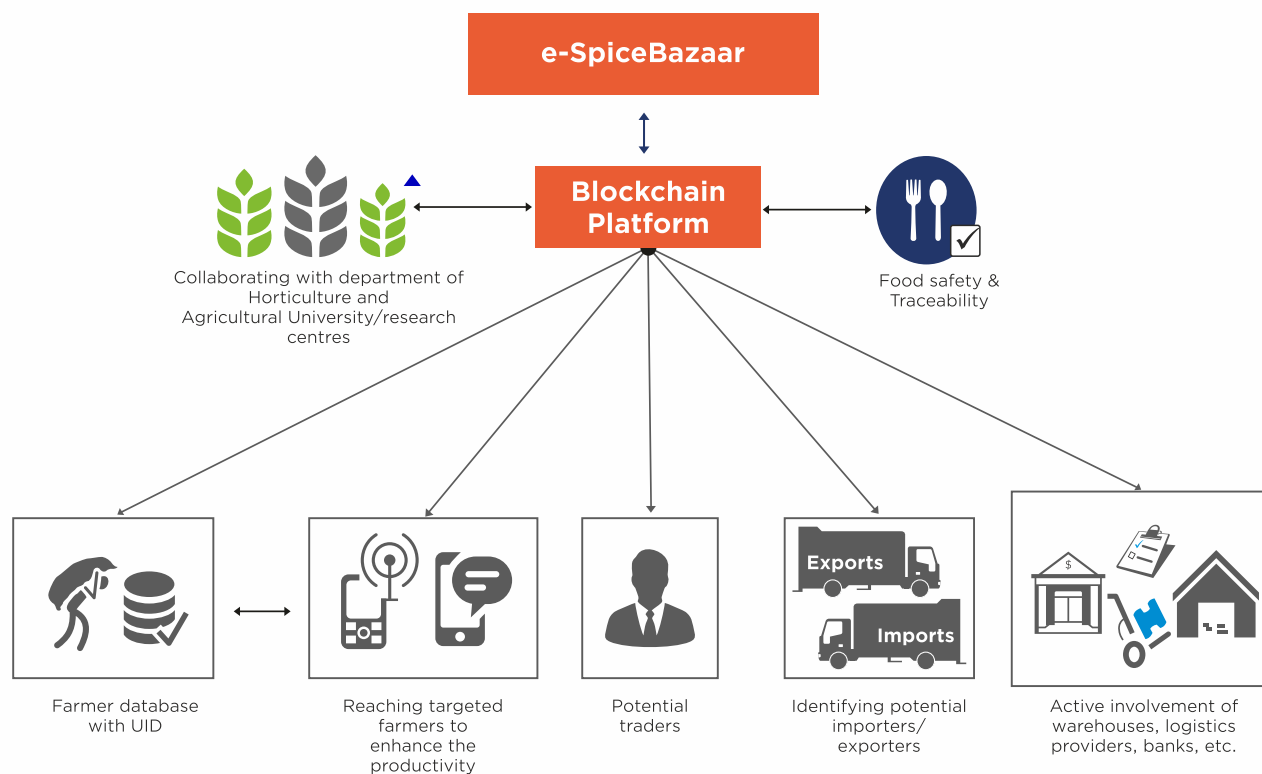 e-SpiceBazaar
Blockchain
Platform
Collaborating with department of
Horticulture and
Agricultural University/research
centres
Food safety &
Traceability
Exports
Imports
$
Farmer database
with UID
Reaching targeted
farmers to
enhance the
productivity
Potential
traders
Identifying potential
importers/
exporters
Active involvement of
warehouses, logistics
providers, banks, etc.